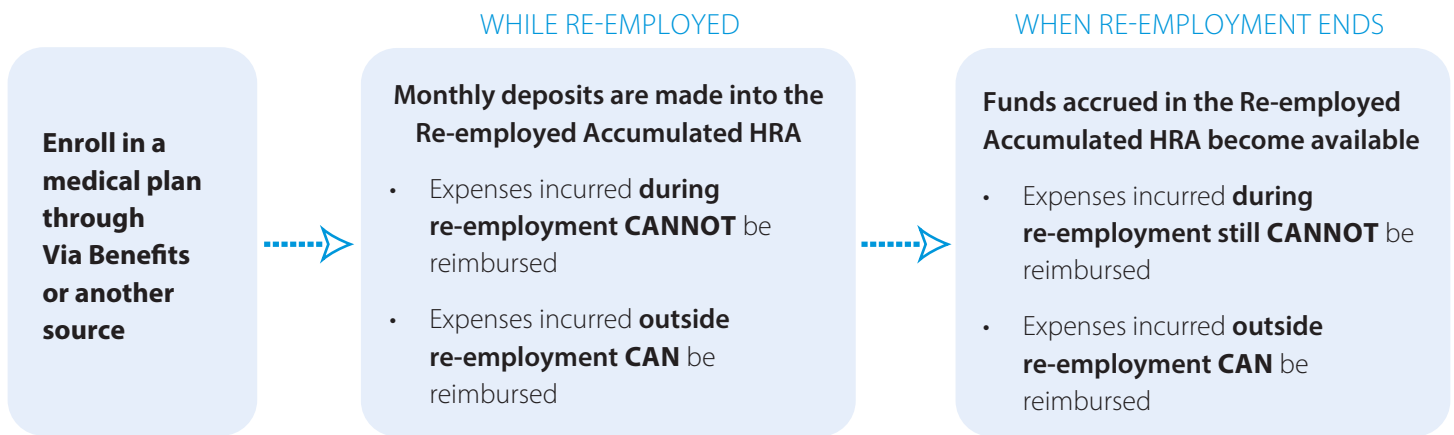 Enroll in a
medical plan
through
Via Benefits
or another
source
WHILE RE-EMPLOYED
Monthly deposits are made into the
Re-employed Accumulated HRA
• Expenses incurred during
re-employment CANNOT be
reimbursed
• Expenses incurred outside
re-employment CAN be
reimbursed
WHEN RE-EMPLOYMENT ENDS
Funds accrued in the Re-employed
Accumulated HRA become available
• Expenses incurred during
re-employment still CANNOT be
reimbursed
• Expenses incurred outside
re-employment CAN be
reimbursed